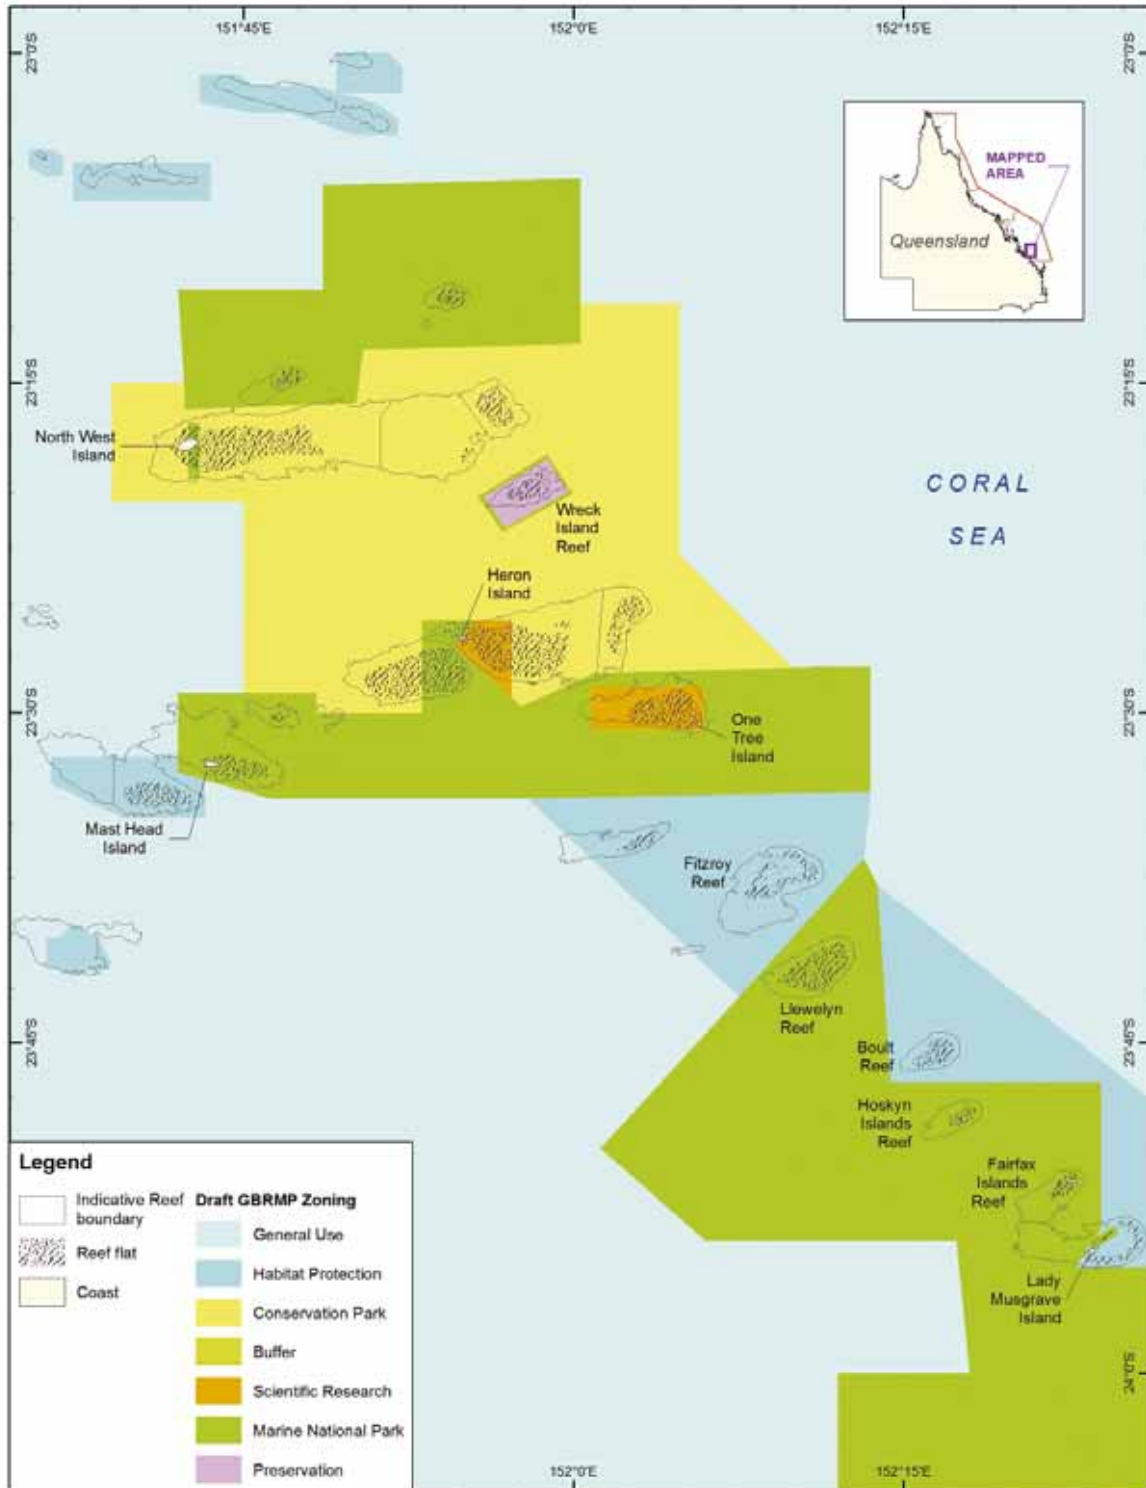 151°45'E
152°0'E
152°15'E
23°0'S
23°0'S
MAPPED
AREA
Queensland
23°15'S
23°15'S
North West
Island
CORAL
SEA
Wreck
Island
Reef
Heron
Island
23°30'S
23°30'S
One
Tree
Island
Mast Head
Island
Fitzroy
Reef
Llewelyn
Reef
23°45'S
23°45'S
Boult
Reef
Hoskyn
Islands
Reef
Fairfax
Islands
Reef
Lady
Musgrave
Island
24°0'S
Legend
Indicative Reef
boundary
Reef flat
Coast
Draft GBRMP Zoning
General Use
Habitat Protection
Conservation Park
Buffer
Scientific Research
Marine National Park
Preservation
152°0'E
152°15'E